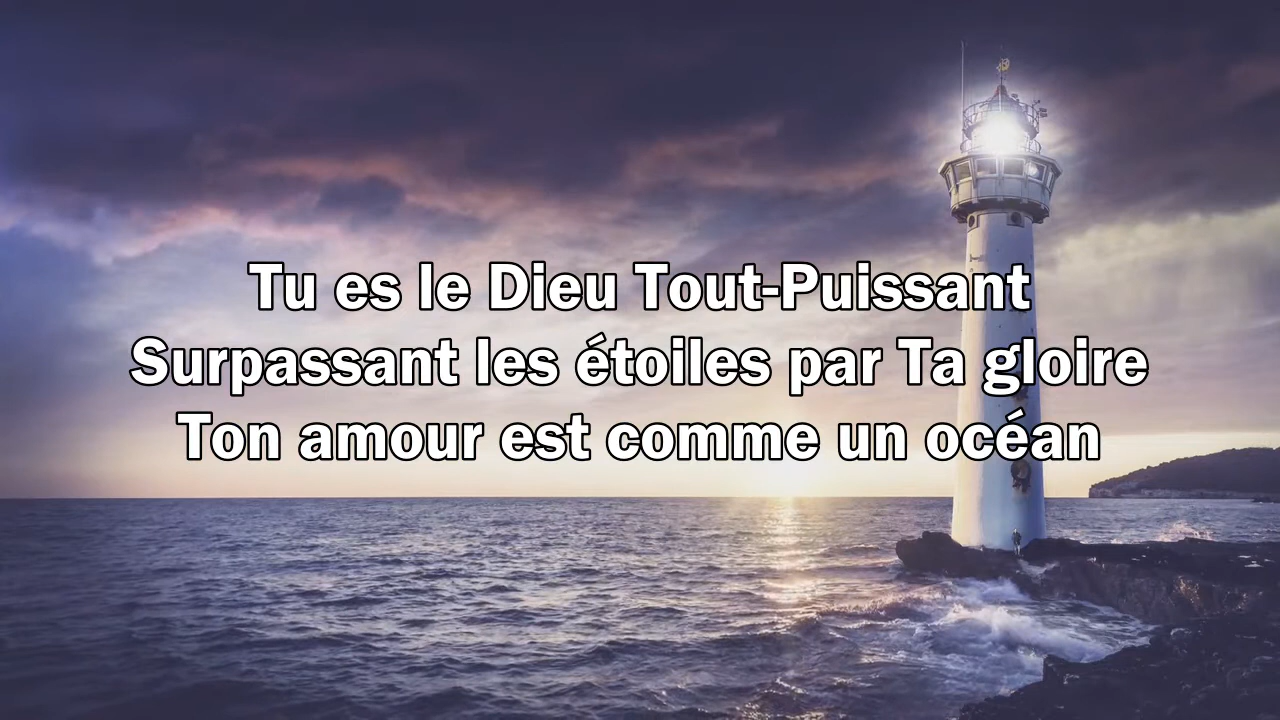 Tu es le Dieu Tout-Puissant
Surpassant les étoiles par Ta gloire
Ton amour est comme un océan